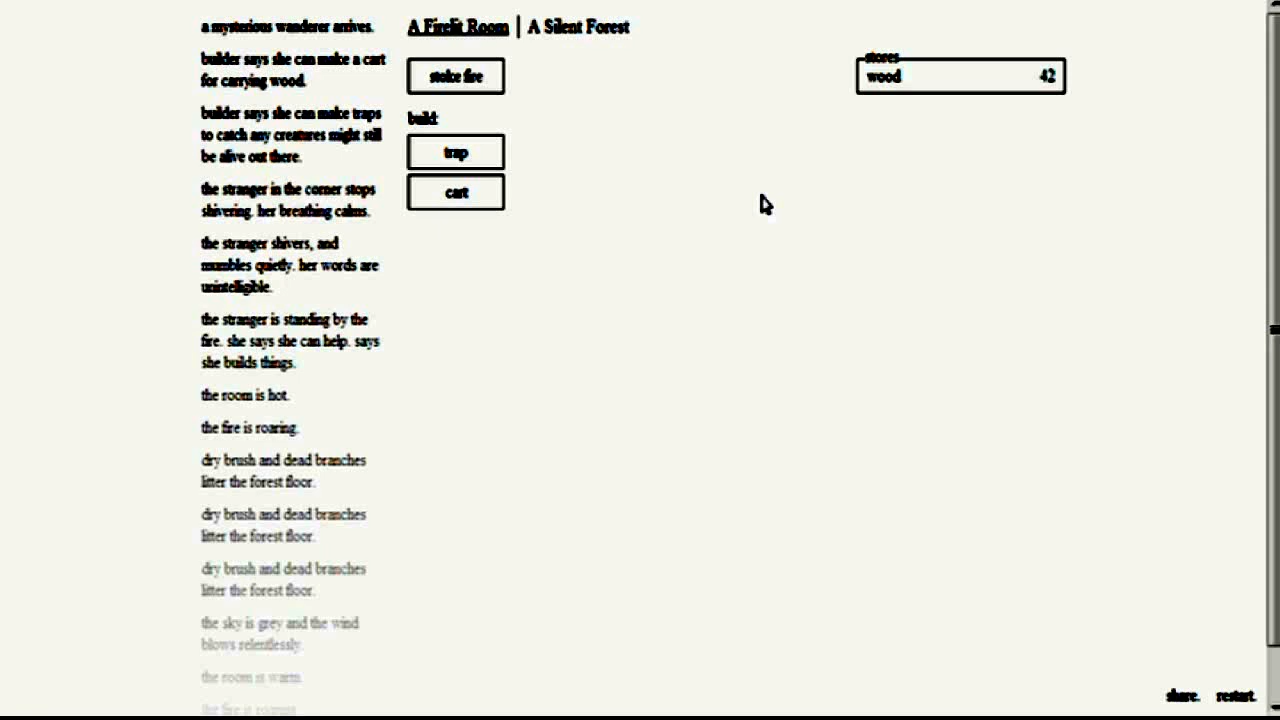 a mysterious wanderer arrives.
builder says she can make a cart
for carrying wood.
builder says she can make traps
to catch any creatures might still
be alive out there.
the stranger in the corner stops
shivering. her breathing calms.
the stranger shivers, and
mumbles quietly. her words are
unintelligible.
the stranger is standing by the
fire. she says she can help. says
she builds things.
the room is hot.
the fire is roaring.
dry brush and dead branches
litter the forest floor.
dry brush and dead branches
litter the forest floor.
dry brush and dead branches
litter the forest floor.
the sky is grey and the wind
blows relentlessly.
the room is warm.
the fire is roaring.
A Firelit Room | A Silent Forest
stoke fire
build:
trap
cart
stores
wood 42
share. restart.